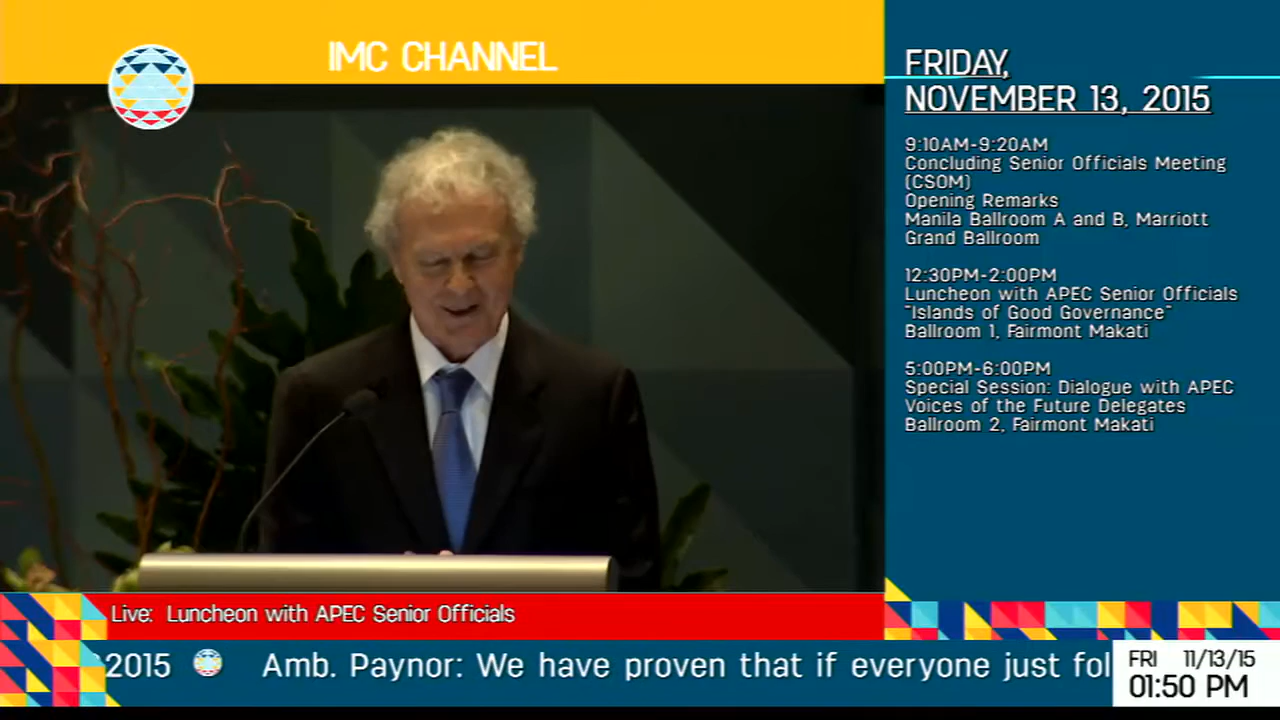 IMC CHANNEL
FRIDAY,
NOVEMBER 13, 2015
9:10AM-9:20AM
Concluding Senior Officials Meeting
(CSOM)
Opening Remarks
Manila Ballroom A and B, Marriott
Grand Ballroom
12:30PM-2:00PM
Luncheon with APEC Senior Officials
"Islands of Good Governance"
Ballroom 1, Fairmont Makati
5:00PM-6:00PM
Special Session: Dialogue with APEC
Voices of the Future Delegates
Ballroom 2, Fairmont Makati
Live: Luncheon with APEC Senior Officials
2015 Amb. Paynor: We have proven that if everyone just fol
FRI 11/13/15
01:50 PM